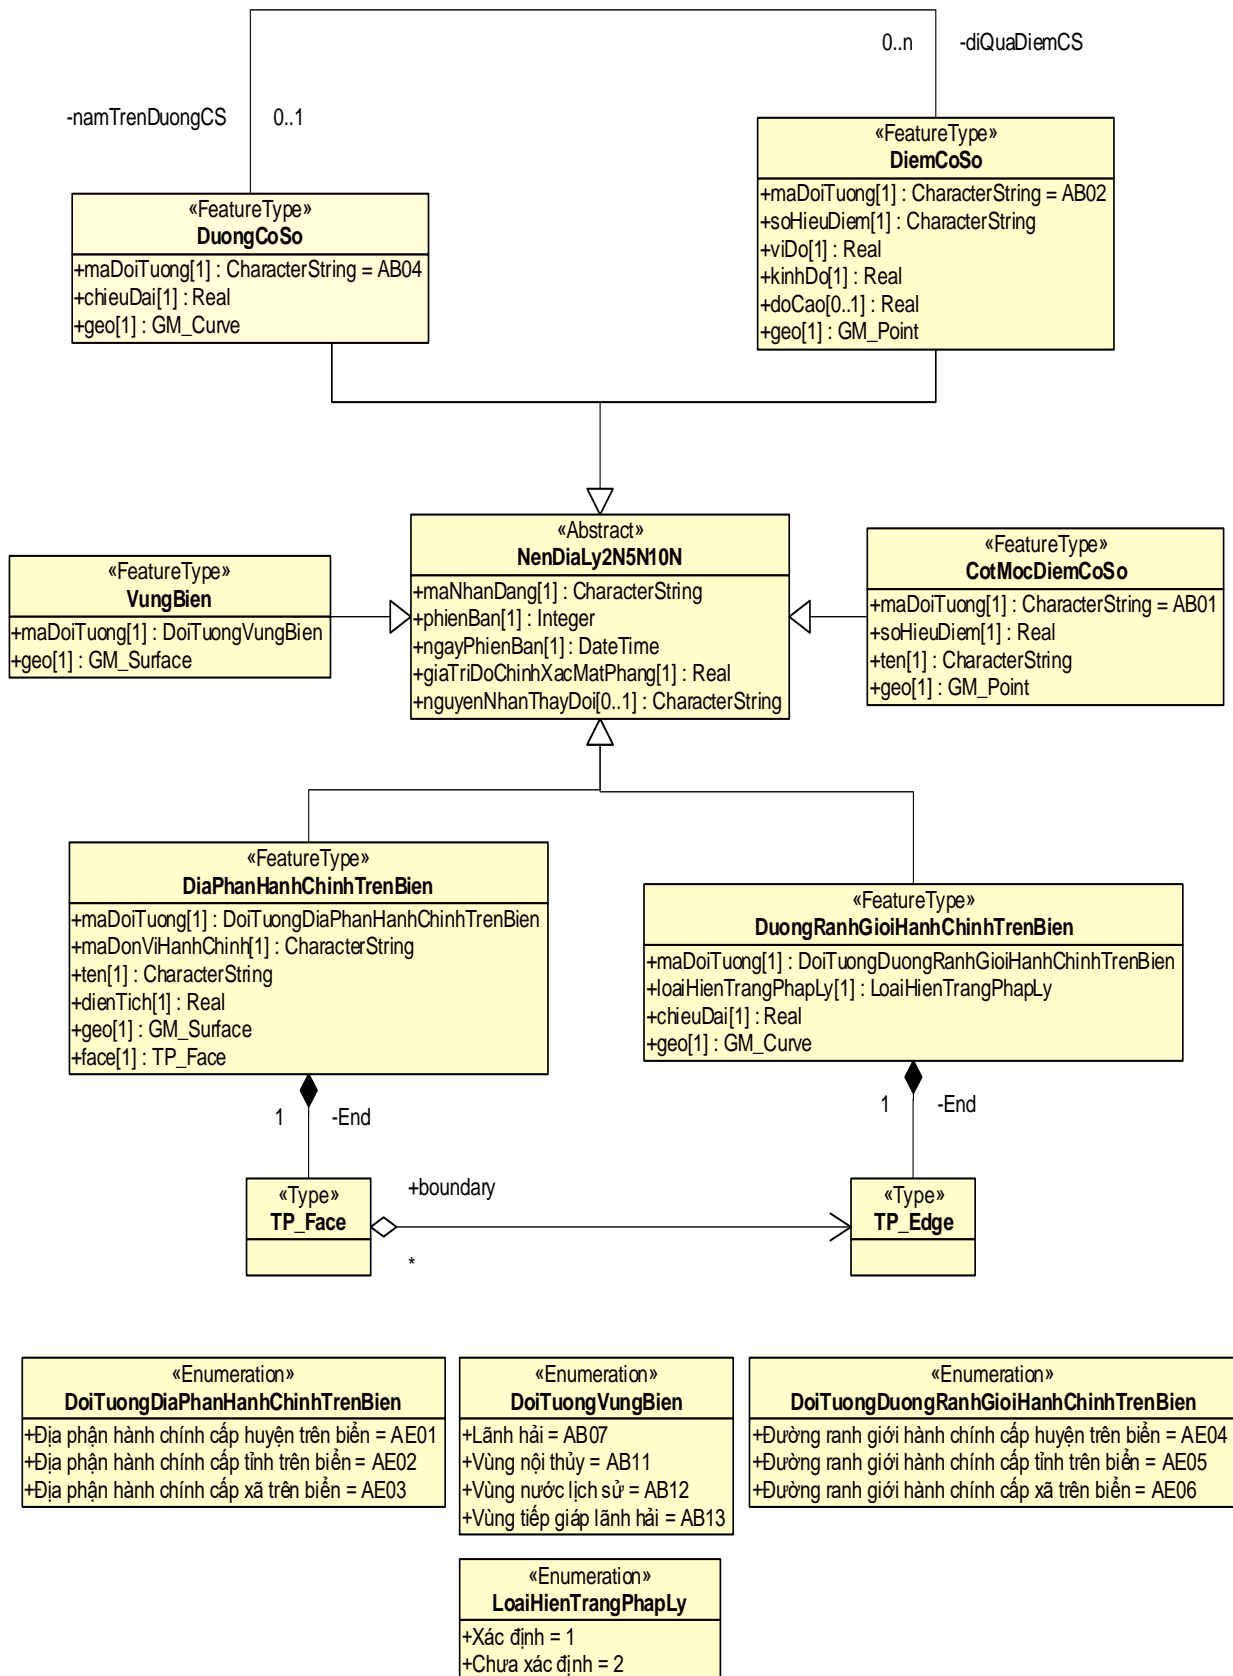 0..n
-diQuaDiemCS
-namTrenDuongCS
0..1
«FeatureType»
DiemCoSo
+maDoiTuong[1] : CharacterString = AB02
+soHieuDiem[1] : CharacterString
+viDo[1] : Real
+kinhDo[1] : Real
+doCao[0..1] : Real
+geo[1] : GM_Point
«FeatureType»
DuongCoSo
+maDoiTuong[1] : CharacterString = AB04
+chieuDai[1] : Real
+geo[1] : GM_Curve
«Abstract»
NenDiaLy2N5N10N
+maNhanDang[1] : CharacterString
+phienBan[1] : Integer
+ngayPhienBan[1] : DateTime
+giaTriDoChinhXacMatPhang[1] : Real
+nguyenNhanThayDoi[0..1] : CharacterString
«FeatureType»
VungBien
+maDoiTuong[1] : DoiTuongVungBien
+geo[1] : GM_Surface
«FeatureType»
CotMocDiemCoSo
+maDoiTuong[1] : CharacterString = AB01
+soHieuDiem[1] : Real
+ten[1] : CharacterString
+geo[1] : GM_Point
«FeatureType»
DiaPhanHanhChinhTrenBien
+maDoiTuong[1] : DoiTuongDiaPhanHanhChinhTrenBien
+maDonViHanhChinh[1] : CharacterString
+ten[1] : CharacterString
+dienTich[1] : Real
+geo[1] : GM_Surface
+face[1] : TP_Face
«FeatureType»
DuongRanhGioiHanhChinhTrenBien
+maDoiTuong[1] : DoiTuongDuongRanhGioiHanhChinhTrenBien
+loaiHienTrangPhapLy[1] : LoaiHienTrangPhapLy
+chieuDai[1] : Real
+geo[1] : GM_Curve
1
-End
1
-End
«Type»
TP_Face
+boundary
*
«Type»
TP_Edge
«Enumeration»
DoiTuongDiaPhanHanhChinhTrenBien
+Địa phận hành chính cấp huyện trên biển = AE01
+Địa phận hành chính cấp tỉnh trên biển = AE02
+Địa phận hành chính cấp xã trên biển = AE03
«Enumeration»
DoiTuongVungBien
+Lãnh hải = AB07
+Vùng nội thủy = AB11
+Vùng nước lịch sử = AB12
+Vùng tiếp giáp lãnh hải = AB13
«Enumeration»
DoiTuongDuongRanhGioiHanhChinhTrenBien
+Đường ranh giới hành chính cấp huyện trên biển = AE04
+Đường ranh giới hành chính cấp tỉnh trên biển = AE05
+Đường ranh giới hành chính cấp xã trên biển = AE06
«Enumeration»
LoaiHienTrangPhapLy
+Xác định = 1
+Chưa xác định = 2